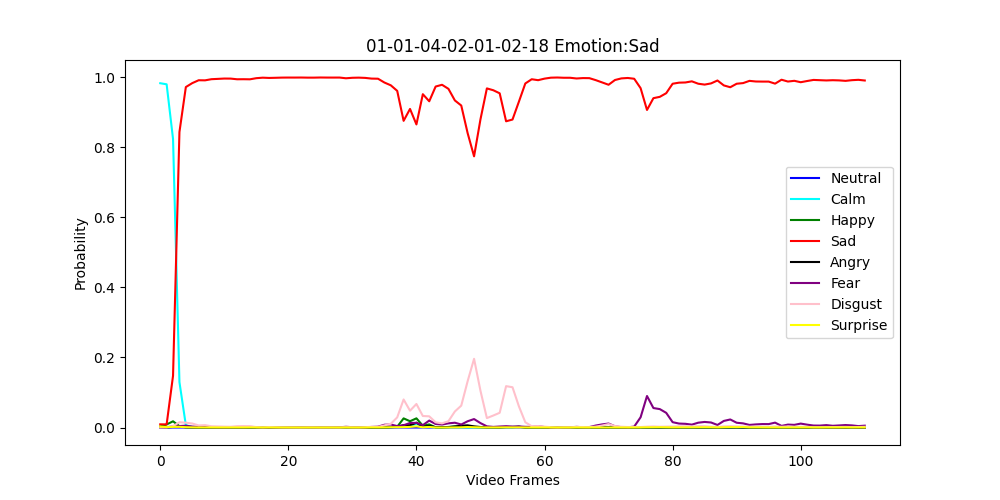 01-01-04-02-01-02-18 Emotion:Sad
1.0
0.8
0.6
0.4
0.2
0.0
Probability
0 20 40 60 80 100
Video Frames
Neutral
Calm
Happy
Sad
Angry
Fear
Disgust
Surprise